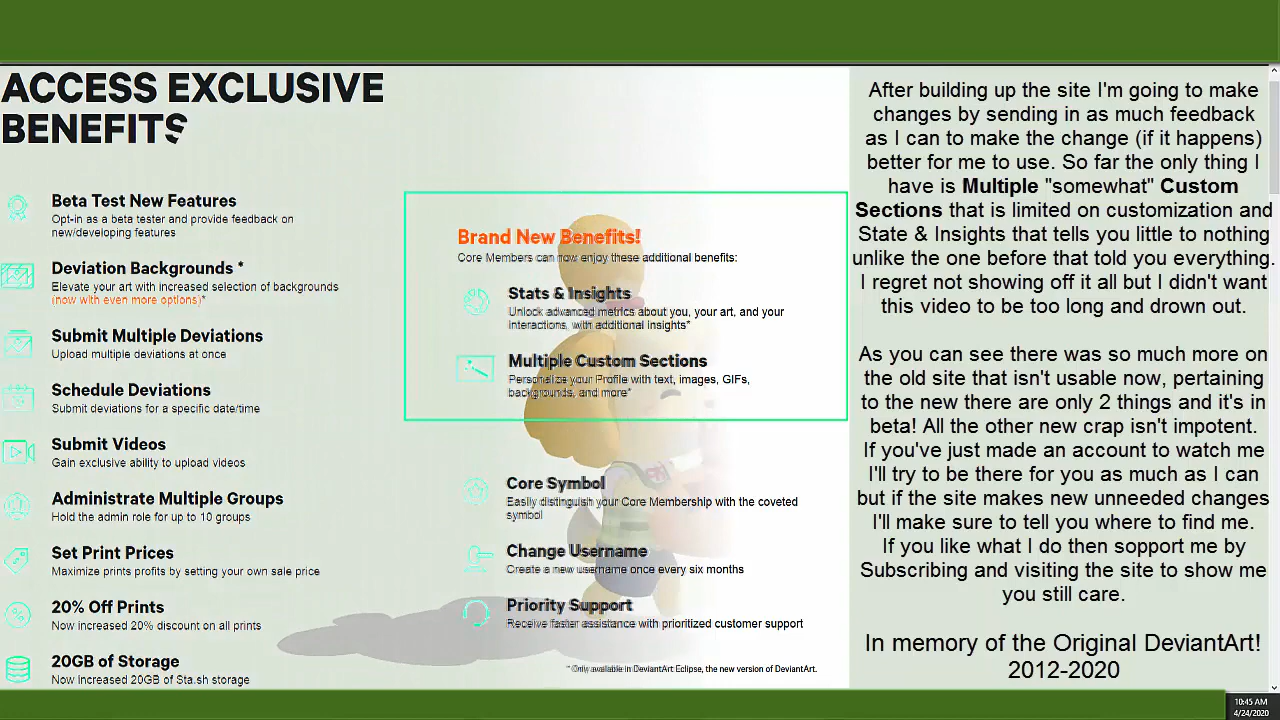 ACCESS EXCLUSIVE
BENEFITS
Beta Test New Features
Opt-in as a beta tester and provide feedback on
new/developing features
Deviation Backgrounds *
Elevate your art with increased selection of backgrounds
(now with even more options)*
Submit Multiple Deviations
Upload multiple deviations at once
Schedule Deviations
Submit deviations for a specific date/time
Submit Videos
Gain exclusive ability to upload videos
Administrate Multiple Groups
Hold the admin role for up to 10 groups
Set Print Prices
Maximize prints profits by setting your own sale price
20% Off Prints
Now increased 20% discount on all prints
20GB of Storage
Now increased 20GB of Sta.sh storage
Brand New Benefits!
Core Members can now enjoy these additional benefits:
Stats & Insights
Unlock advanced metrics about you, your art, and your
interactions, with additional insights*
Multiple Custom Sections
Personalize your Profile with text, images, GIFs,
backgrounds, and more*
Core Symbol
Easily distinguish your Core Membership with the coveted
symbol
Change Username
Create a new username once every six months
Priority Support
Receive faster assistance with prioritized customer support
* Only available in DeviantArt Eclipse, the new version of DeviantArt.
After building up the site I'm going to make
changes by sending in as much feedback
as I can to make the change (if it happens)
better for me to use. So far the only thing I
have is Multiple "somewhat" Custom
Sections that is limited on customization and
State & Insights that tells you little to nothing
unlike the one before that told you everything.
I regret not showing off it all but I didn't want
this video to be too long and drown out.
As you can see there was so much more on
the old site that isn't usable now, pertaining
to the new there are only 2 things and it's in
beta! All the other new crap isn't impotent.
If you've just made an account to watch me
I'll try to be there for you as much as I can
but if the site makes new unneeded changes
I'll make sure to tell you where to find me.
If you like what I do then sopport me by
Subscribing and visiting the site to show me
you still care.
In memory of the Original DeviantArt!
2012-2020
10:45 AM
4/24/2020